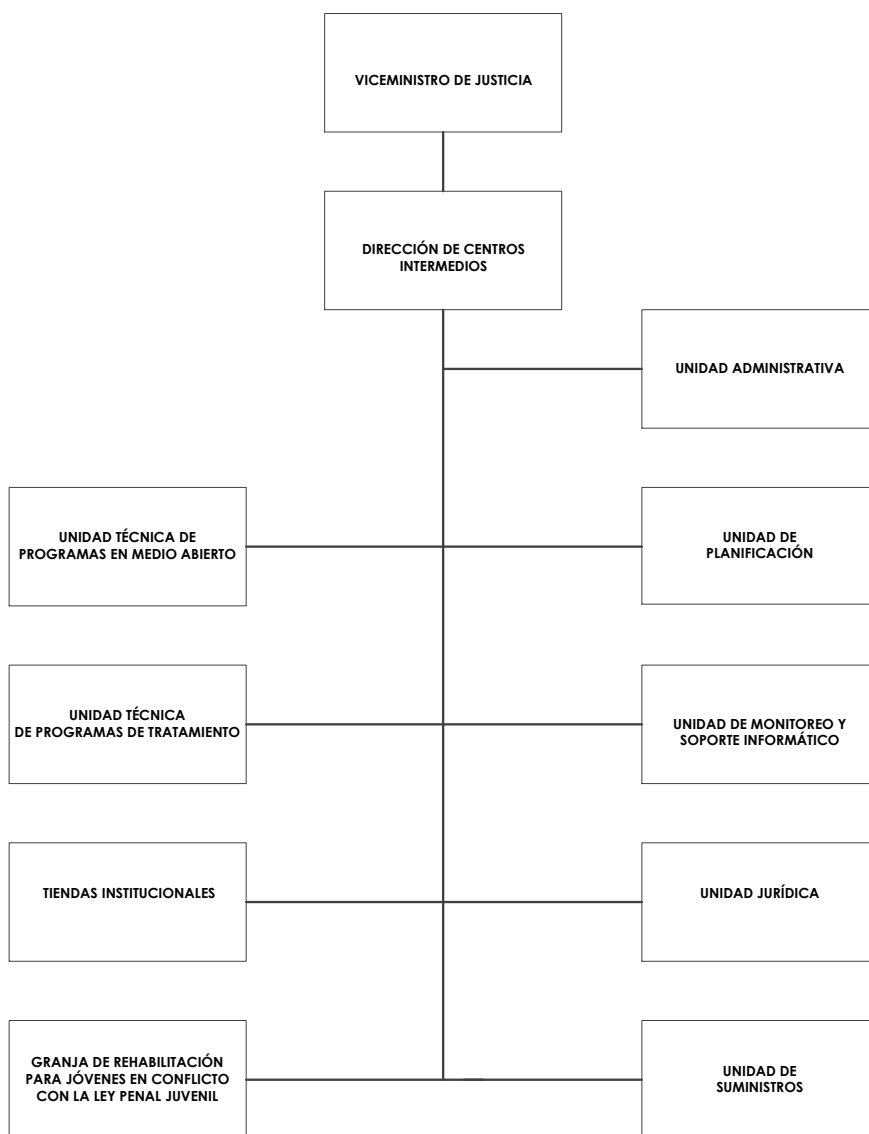 VICEMINISTRO DE JUSTICIA
DIRECCIÓN DE CENTROS
INTERMEDIOS
UNIDAD ADMINISTRATIVA
UNIDAD TÉCNICA DE
PROGRAMAS EN MEDIO ABIERTO
UNIDAD DE
PLANIFICACIÓN
UNIDAD TÉCNICA
DE PROGRAMAS DE TRATAMIENTO
UNIDAD DE MONITOREO Y
SOPORTE INFORMÁTICO
TIENDAS INSTITUCIONALES
UNIDAD JURÍDICA
GRANJA DE REHABILITACIÓN
PARA JÓVENES EN CONFLICTO
CON LA LEY PENAL JUVENIL
UNIDAD DE
SUMINISTROS